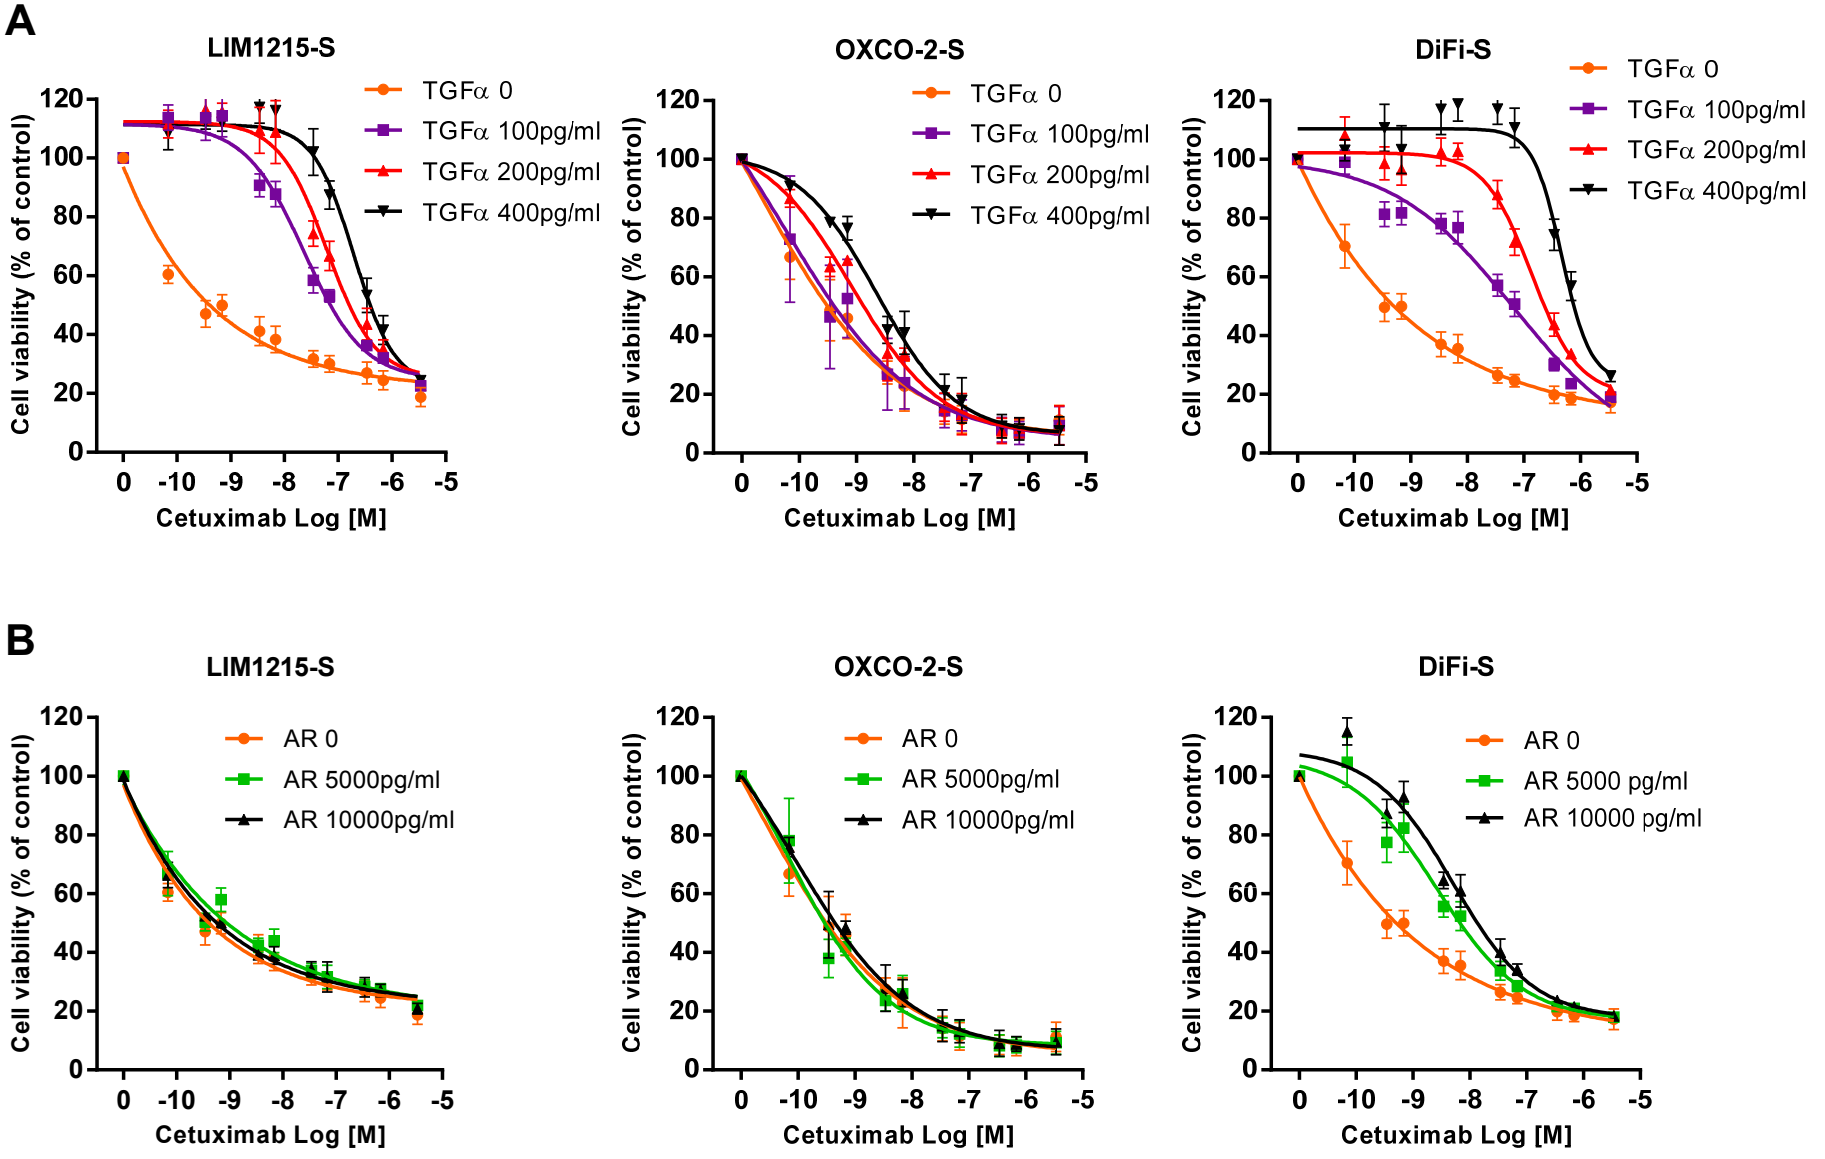 A
LIM1215-S
TGFα 0
TGFα 100pg/ml
TGFα 200pg/ml
TGFα 400pg/ml
Cell viability (% of control)
120
100
80
60
40
20
0
0 -10 -9 -8 -7 -6 -5
Cetuximab Log [M]
OXCO-2-S
TGFα 0
TGFα 100pg/ml
TGFα 200pg/ml
TGFα 400pg/ml
Cell viability (% of control)
120
100
80
60
40
20
0
0 -10 -9 -8 -7 -6 -5
Cetuximab Log [M]
DiFi-S
TGFα 0
TGFα 100pg/ml
TGFα 200pg/ml
TGFα 400pg/ml
Cell viability (% of control)
120
100
80
60
40
20
0
0 -10 -9 -8 -7 -6 -5
Cetuximab Log [M]
B
LIM1215-S
AR 0
AR 5000pg/ml
AR 10000pg/ml
Cell viability (% of control)
120
100
80
60
40
20
0
0 -10 -9 -8 -7 -6 -5
Cetuximab Log [M]
OXCO-2-S
AR 0
AR 5000pg/ml
AR 10000pg/ml
Cell viability (% of control)
120
100
80
60
40
20
0
0 -10 -9 -8 -7 -6 -5
Cetuximab Log [M]
DiFi-S
AR 0
AR 5000 pg/ml
AR 10000 pg/ml
Cell viability (% of control)
120
100
80
60
40
20
0
0 -10 -9 -8 -7 -6 -5
Cetuximab Log [M]